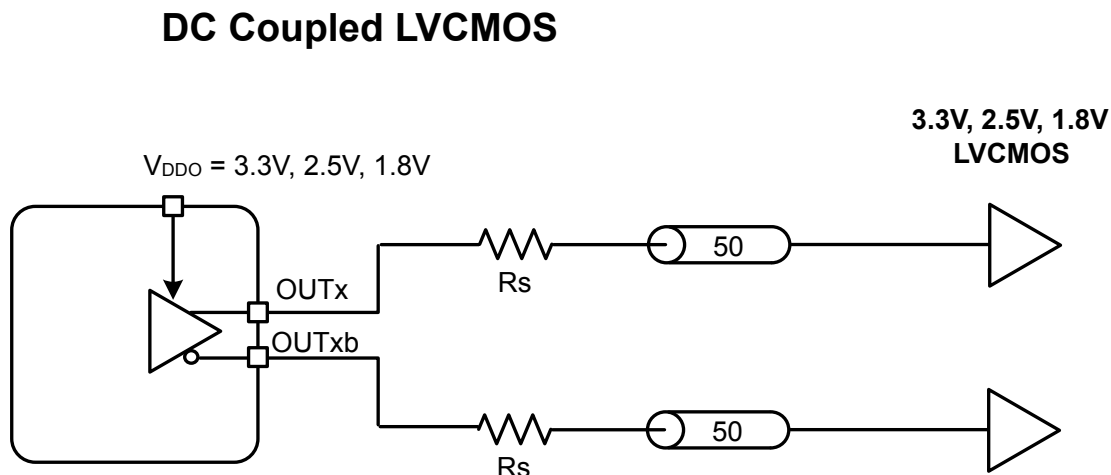 DC Coupled LVCMOS
3.3V, 2.5V, 1.8V
LVCMOS
VDDO = 3.3V, 2.5V, 1.8V
50
Rs
OUTx
OUTxb
50
Rs